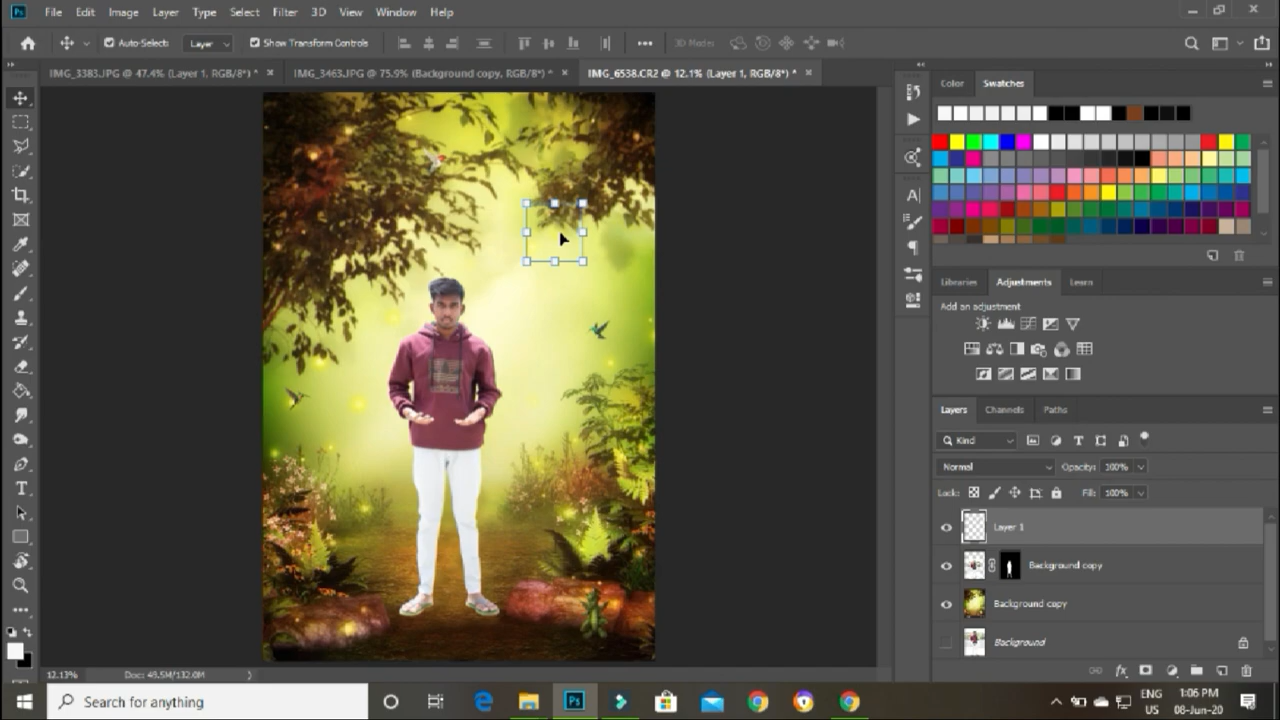 Ps File Edit Image Layer Type Select Filter 3D View Window Help
Auto-Select: Layer Show Transform Controls 3D Mode:
IMG_3383.JPG @ 47.4% (Layer 1, RGB/8*) * × IMG_3463.JPG @ 75.9% (Background copy, RGB/8*) * × IMG_6538.CR2 @ 12.1% (Layer 1, RGB/8*) * ×
Color Swatches
Libraries Adjustments Learn
Add an adjustment
Layers Channels Paths
Kind
Normal Opacity: 100%
Lock: Fill: 100%
Layer 1
Background copy
Background copy
Background
12.13% Doc: 49.5M/132.0M
Search for anything
Ps
ENG
US
1:06 PM
08-Jun-20